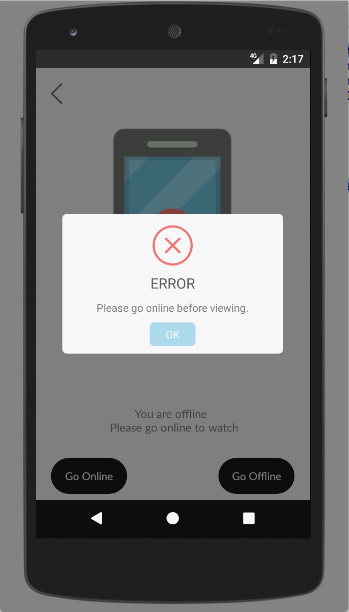 4G 2:17
ERROR
Please go online before viewing.
OK
You are offline
Please go online to watch
Go Online Go Offline